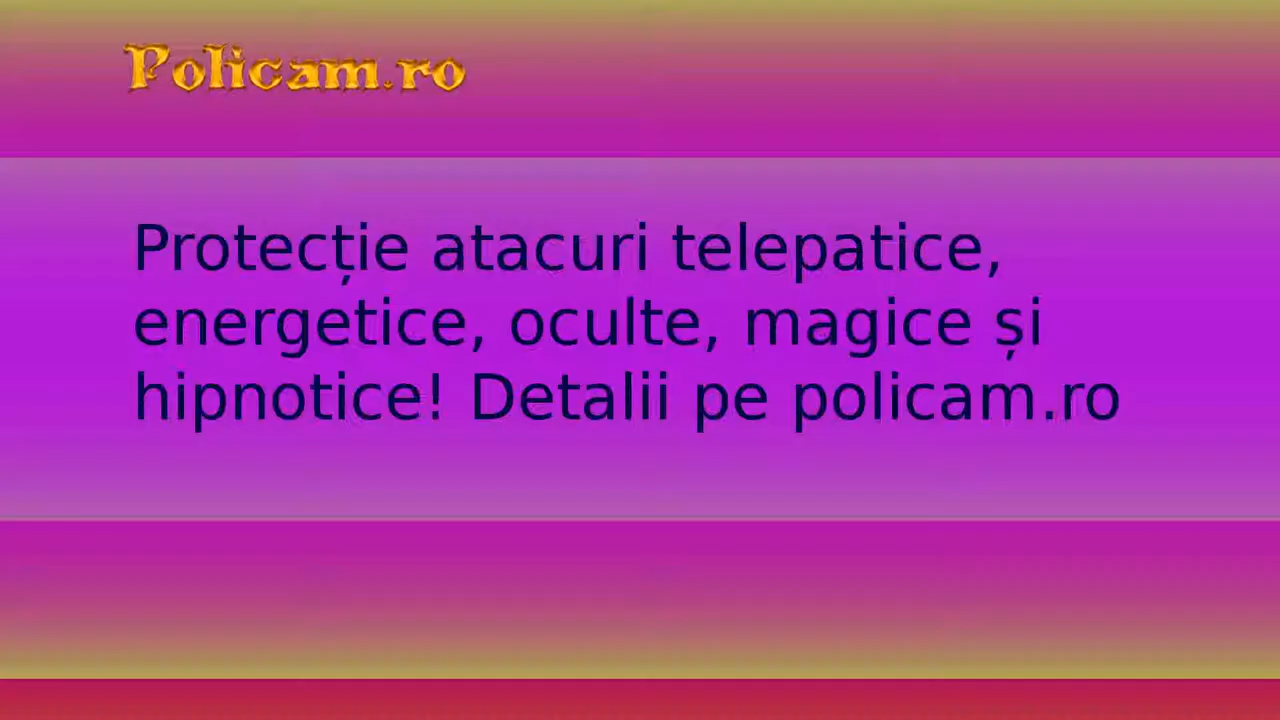 Policam.ro
Protecție atacuri telepatice,
energetice, oculte, magice și
hipnotice! Detalii pe policam.ro